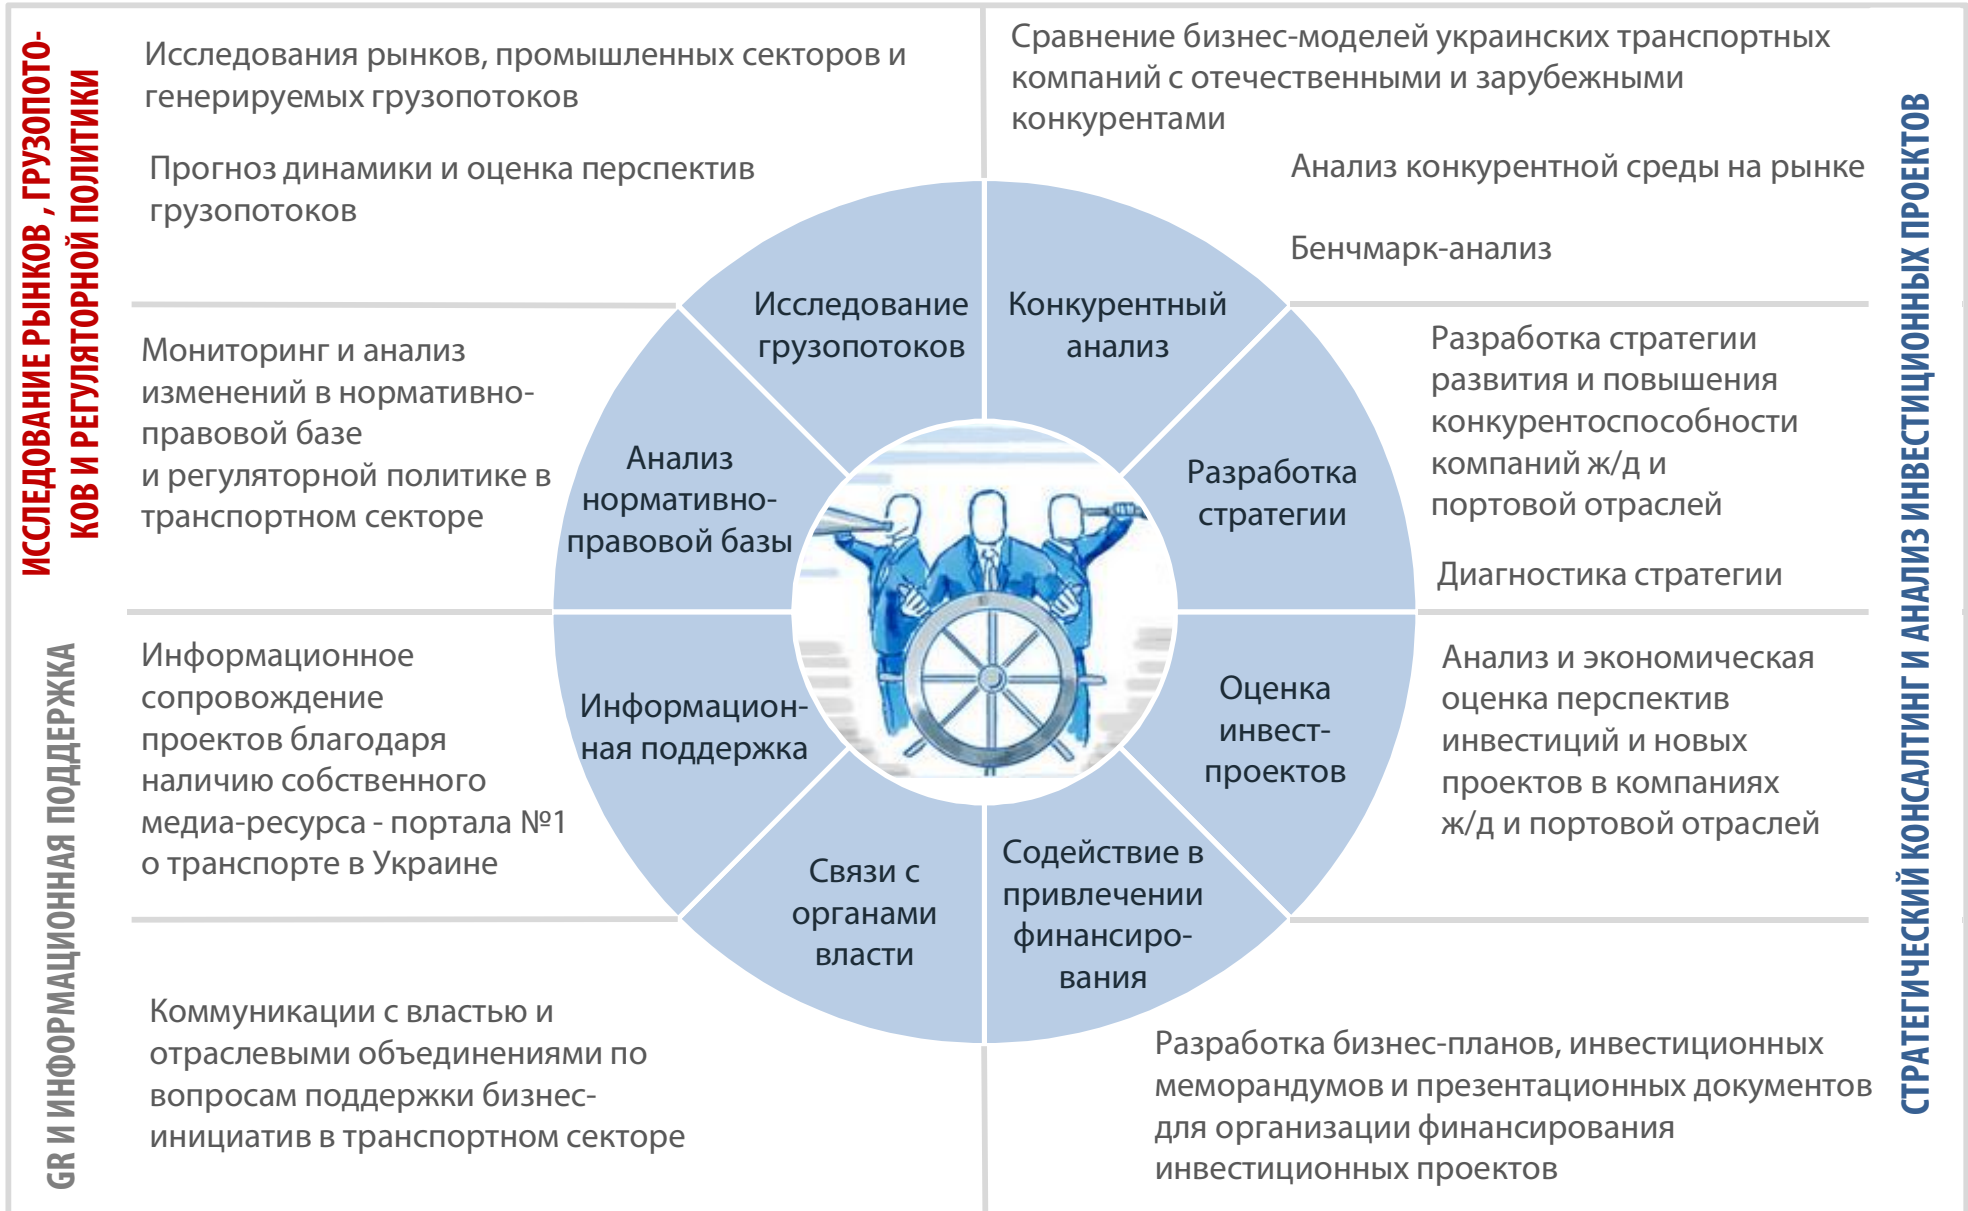 ИССЛЕДОВАНИЕ РЫНКОВ , ГРУЗОПОТО-
КОВ И РЕГУЛЯТОРНОЙ ПОЛИТИКИ
Исследования рынков, промышленных секторов и
генерируемых грузопотоков
Прогноз динамики и оценка перспектив
грузопотоков
Мониторинг и анализ
изменений в нормативно-
правовой базе
и регуляторной политике в
транспортном секторе
GR И ИНФОРМАЦИОННАЯ ПОДДЕРЖКА
Информационное
сопровождение
проектов благодаря
наличию собственного
медиа-ресурса - портала №1
о транспорте в Украине
Коммуникации с властью и
отраслевыми объединениями по
вопросам поддержки бизнес-
инициатив в транспортном секторе
Исследование
грузопотоков
Конкурентный
анализ
Анализ
нормативно-
правовой базы
Разработка
стратегии
Информацион-
ная поддержка
Оценка
инвест-
проектов
Связи с
органами
власти
Содействие в
привлечении
финансиро-
вания
Сравнение бизнес-моделей украинских транспортных
компаний с отечественными и зарубежными
конкурентами
Анализ конкурентной среды на рынке
Бенчмарк-анализ
Разработка стратегии
развития и повышения
конкурентоспособности
компаний ж/д и
портовой отраслей
Диагностика стратегии
Анализ и экономическая
оценка перспектив
инвестиций и новых
проектов в компаниях
ж/д и портовой отраслей
Разработка бизнес-планов, инвестиционных
меморандумов и презентационных документов
для организации финансирования
инвестиционных проектов
СТРАТЕГИЧЕСКИЙ КОНСАЛТИНГ И АНАЛИЗ ИНВЕСТИЦИОННЫХ ПРОЕКТОВ